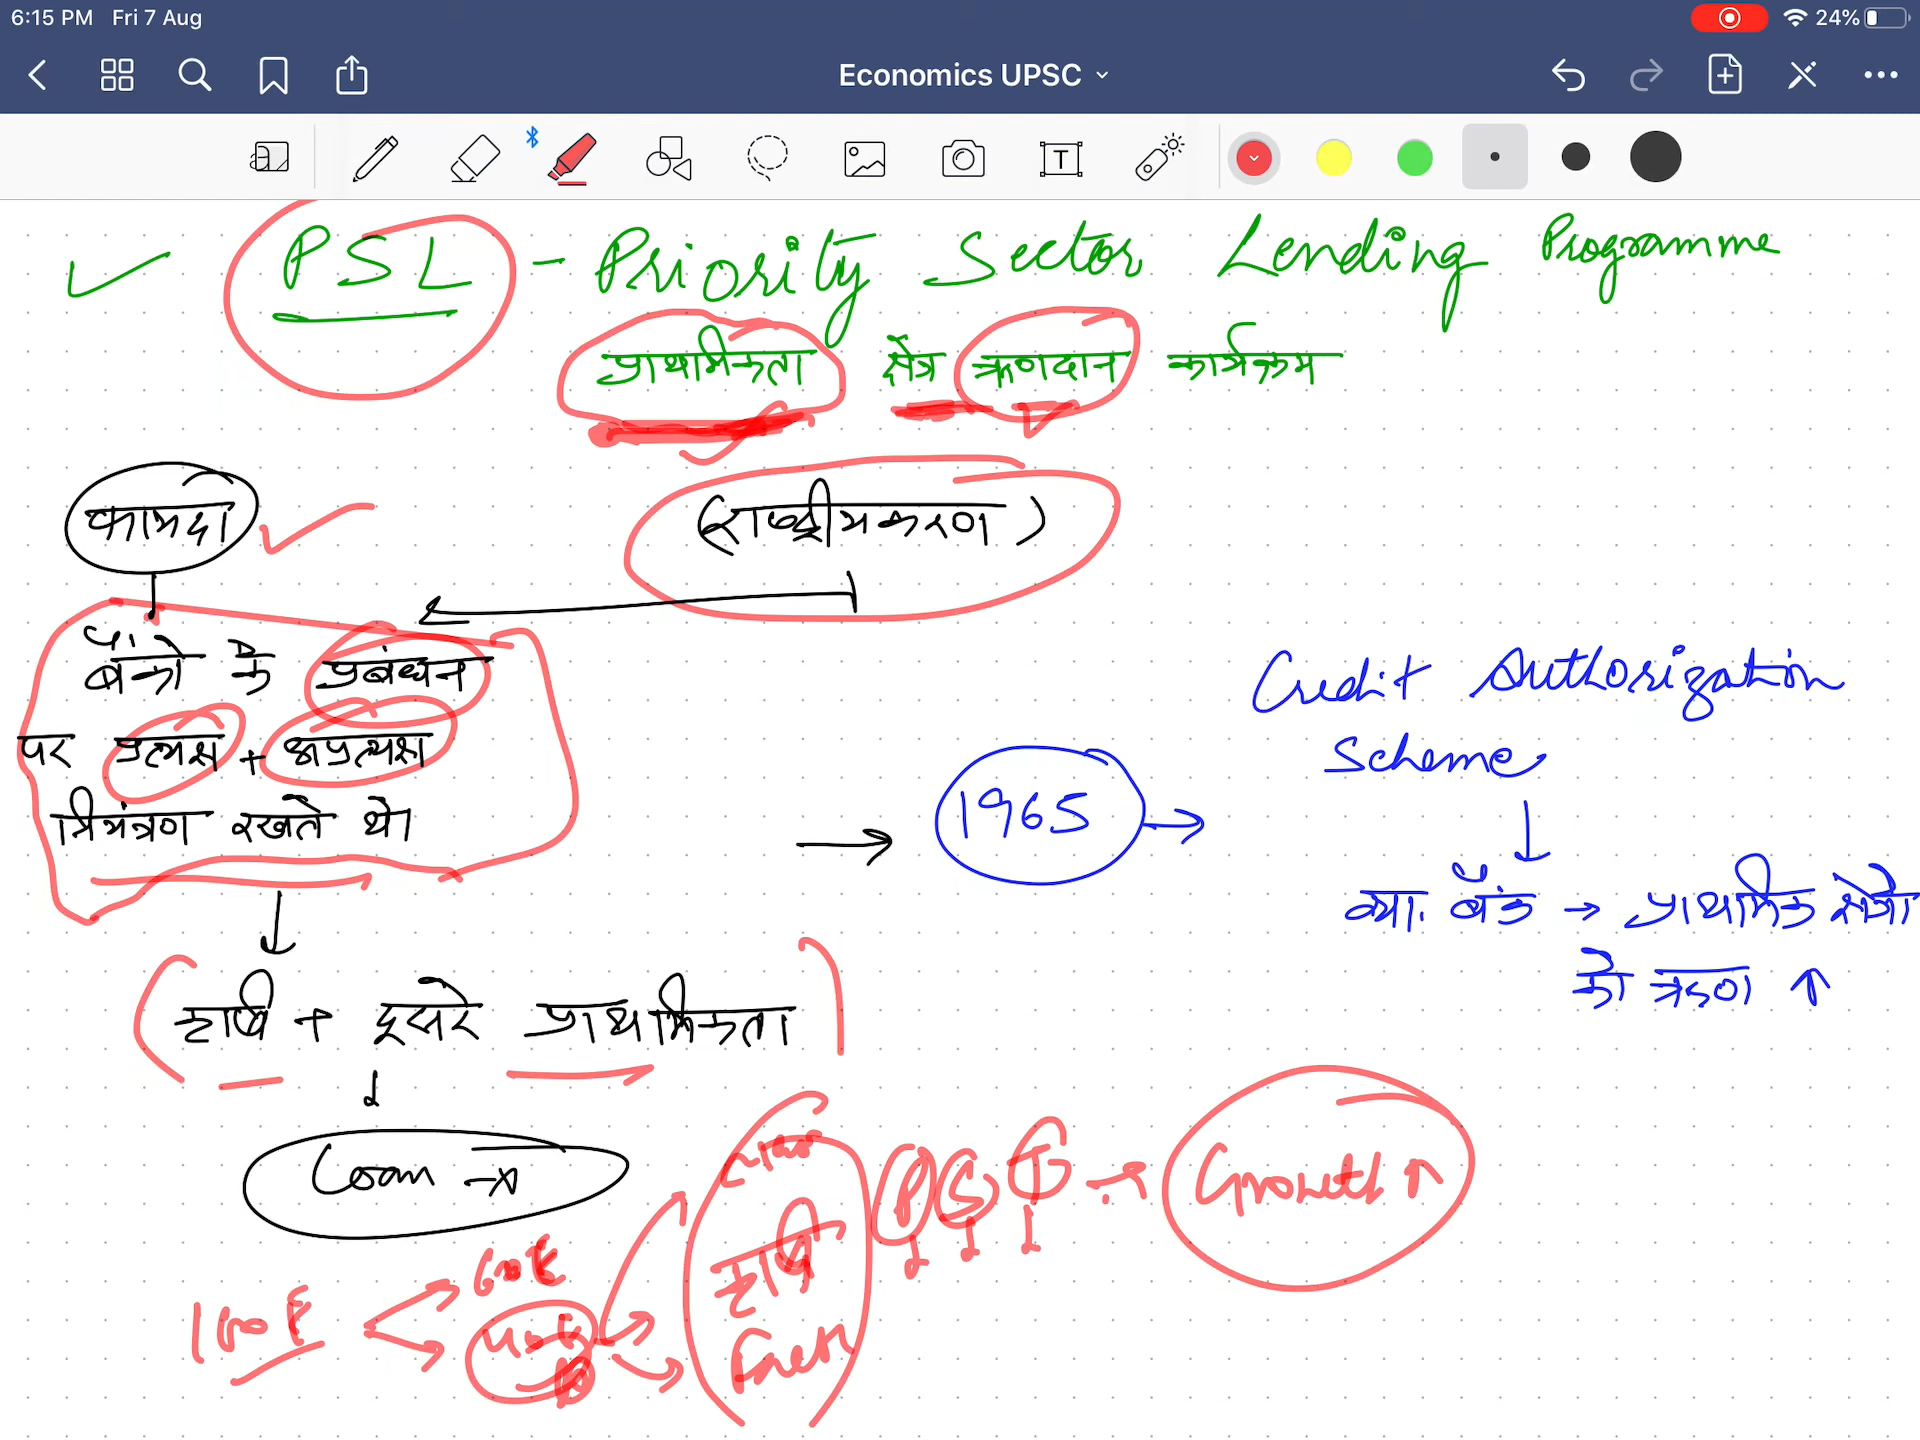 6:15 PM Fri 7 Aug
24%
Economics UPSC
PSL - Priority Sector Lending Programme
प्राथमिकता क्षेत्र ऋणदान कार्यक्रम
(राष्ट्रीयकरण)
बैंको के प्रबंधन
पर प्रत्यक्ष + अप्रत्यक्ष
नियंत्रण रखते थे।
1965
Credit Authorization
Scheme
व्या. बैंक → प्राथमिक क्षेत्रो
को ऋण ↑
कृषि + दूसरे प्राथमिकता
Loan
P S T
Growth ↑
कृषि